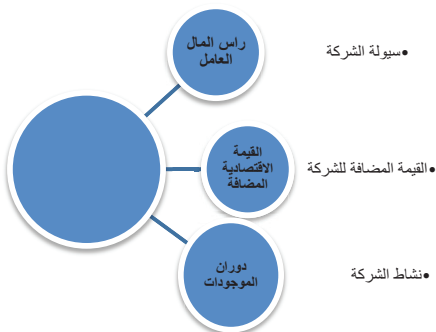 راس المال
العامل
•سيولة الشركة
القيمة
الاقتصادية
المضافة
•القيمة المضافة للشركة
دوران
الموجودات
•نشاط الشركة